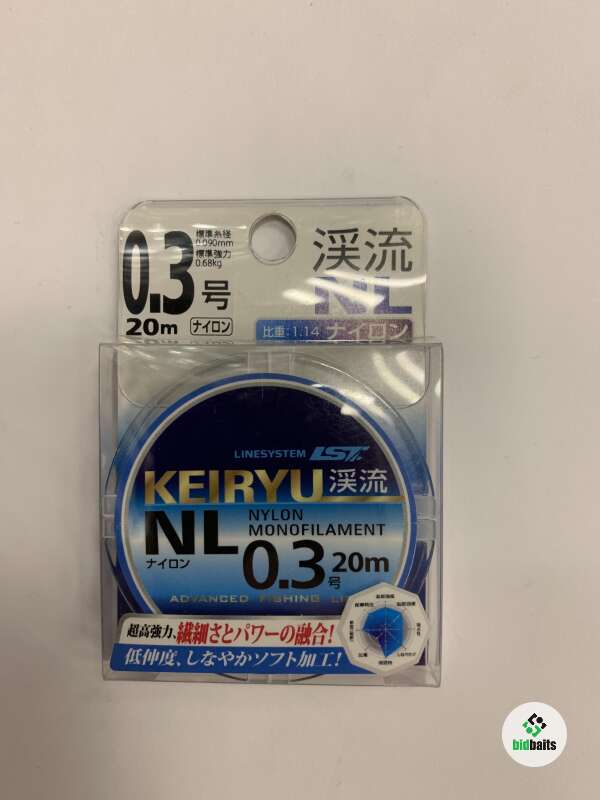 0.3号
標準糸径
0.090mm
標準強力
0.68kg
20m ナイロン
渓流
NL
比重:1.14 ナイロン
LINESYSTEM LST
KEIRYU 渓流
NL NYLON
MONOFILAMENT
ナイロン
0.3号 20m
ADVANCED FISHING
超高強力、繊細さとパワーの融合!
低伸度、しなやかソフト加工!
bidbaits